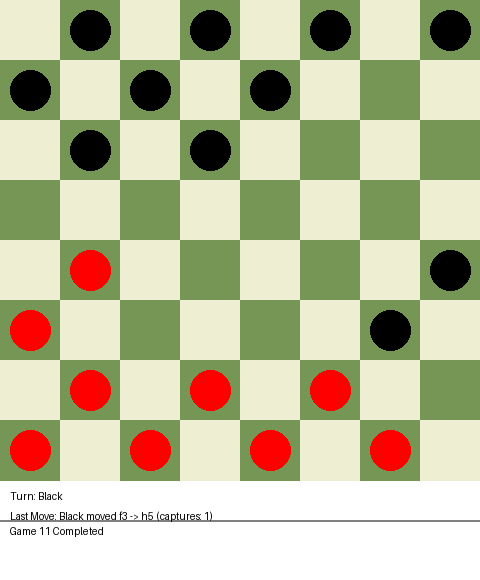 Turn: Black
Last Move: Black moved f3 -> h5 (captures: 1)
Game 11 Completed